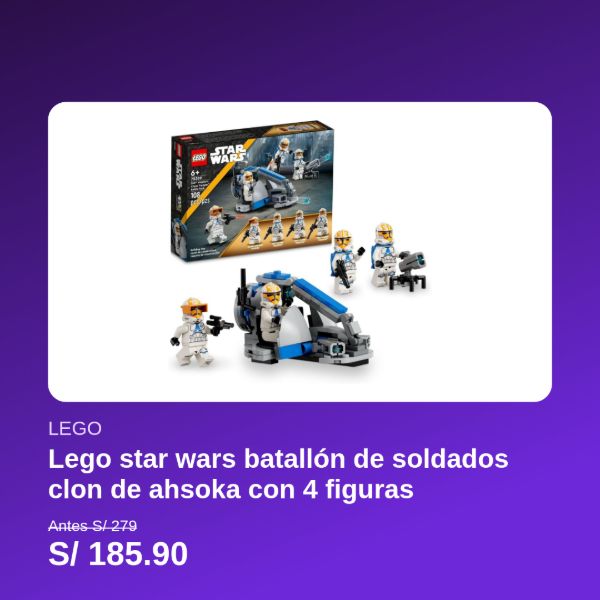 LEGO
STAR
WARS
6+
108
LEGO
Lego star wars batallón de soldados
clon de ahsoka con 4 figuras
Antes S/ 279
S/ 185.90